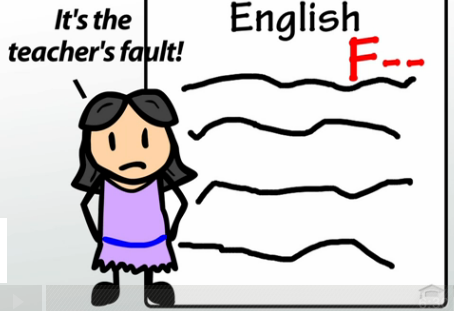 It's the
teacher's fault!
English
F--